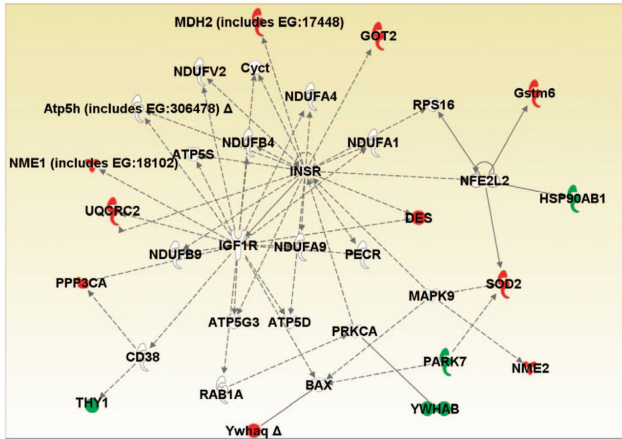 MDH2 (includes EG:17448)
GOT2
NDUFV2
Cyct
NDUFA4
Gstm6
Atp5h (includes EG:306478) Δ
RPS16
NDUFB4
NDUFA1
ATP5S
NME1 (includes EG:18102)
INSR
NFE2L2
HSP90AB1
UQCRC2
DES
IGF1R
NDUFA9
NDUFB9
PECR
PPP3CA
SOD2
MAPK9
ATP5G3
ATP5D
PRKCA
CD38
PARK7
NME2
RAB1A
BAX
THY1
YWHAB
Ywhaq Δ